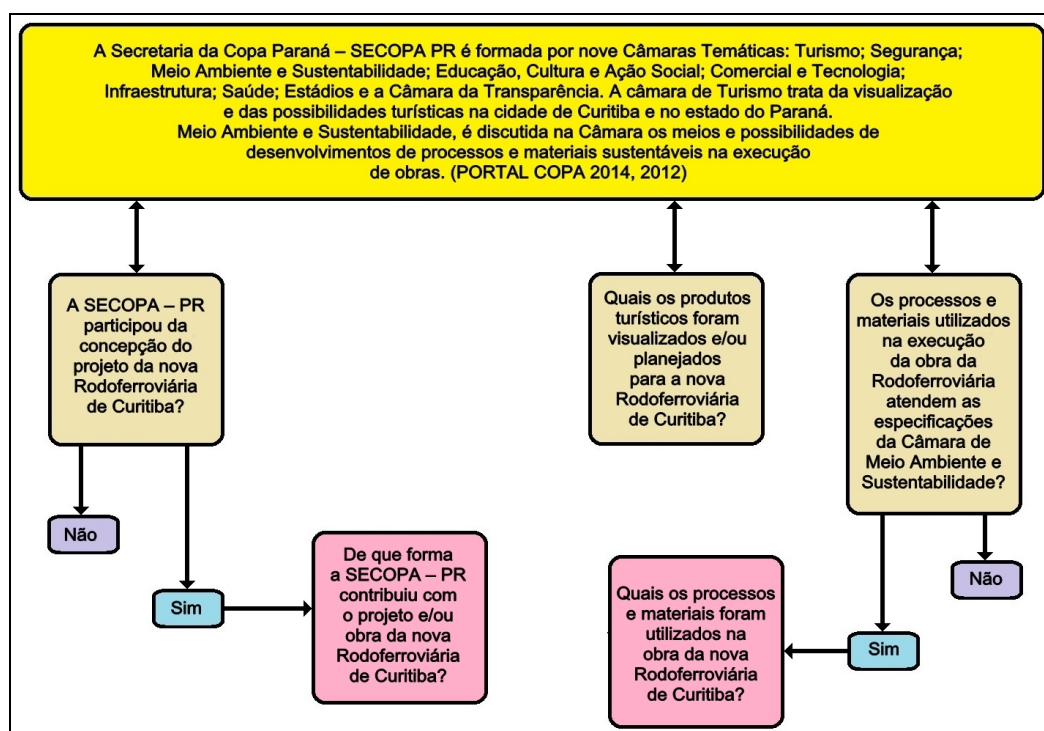 A Secretaria da Copa Paraná – SECOPA PR é formada por nove Câmaras Temáticas: Turismo; Segurança;
Meio Ambiente e Sustentabilidade; Educação, Cultura e Ação Social; Comercial e Tecnologia;
Infraestrutura; Saúde; Estádios e a Câmara da Transparência. A câmara de Turismo trata da visualização
e das possibilidades turísticas na cidade de Curitiba e no estado do Paraná.
Meio Ambiente e Sustentabilidade, é discutida na Câmara os meios e possibilidades de
desenvolvimentos de processos e materiais sustentáveis na execução
de obras. (PORTAL COPA 2014, 2012)
A SECOPA – PR
participou da
concepção do
projeto da nova
Rodoferroviária
de Curitiba?
Não
Sim
De que forma
a SECOPA – PR
contribuiu com
o projeto e/ou
obra da nova
Rodoferroviária
de Curitiba?
Quais os produtos
turísticos foram
visualizados e/ou
planejados
para a nova
Rodoferroviária
de Curitiba?
Os processos e
materiais utilizados
na execução
da obra da
Rodoferroviária
atendem as
especificações
da Câmara de
Meio Ambiente e
Sustentabilidade?
Não
Sim
Quais os processos
e materiais foram
utilizados na
obra da nova
Rodoferroviária
de Curitiba?